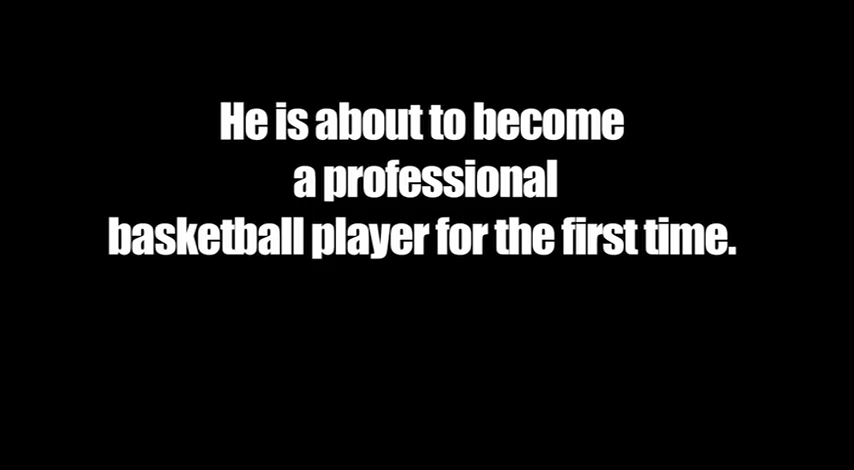 He is about to become
a professional
basketball player for the first time.